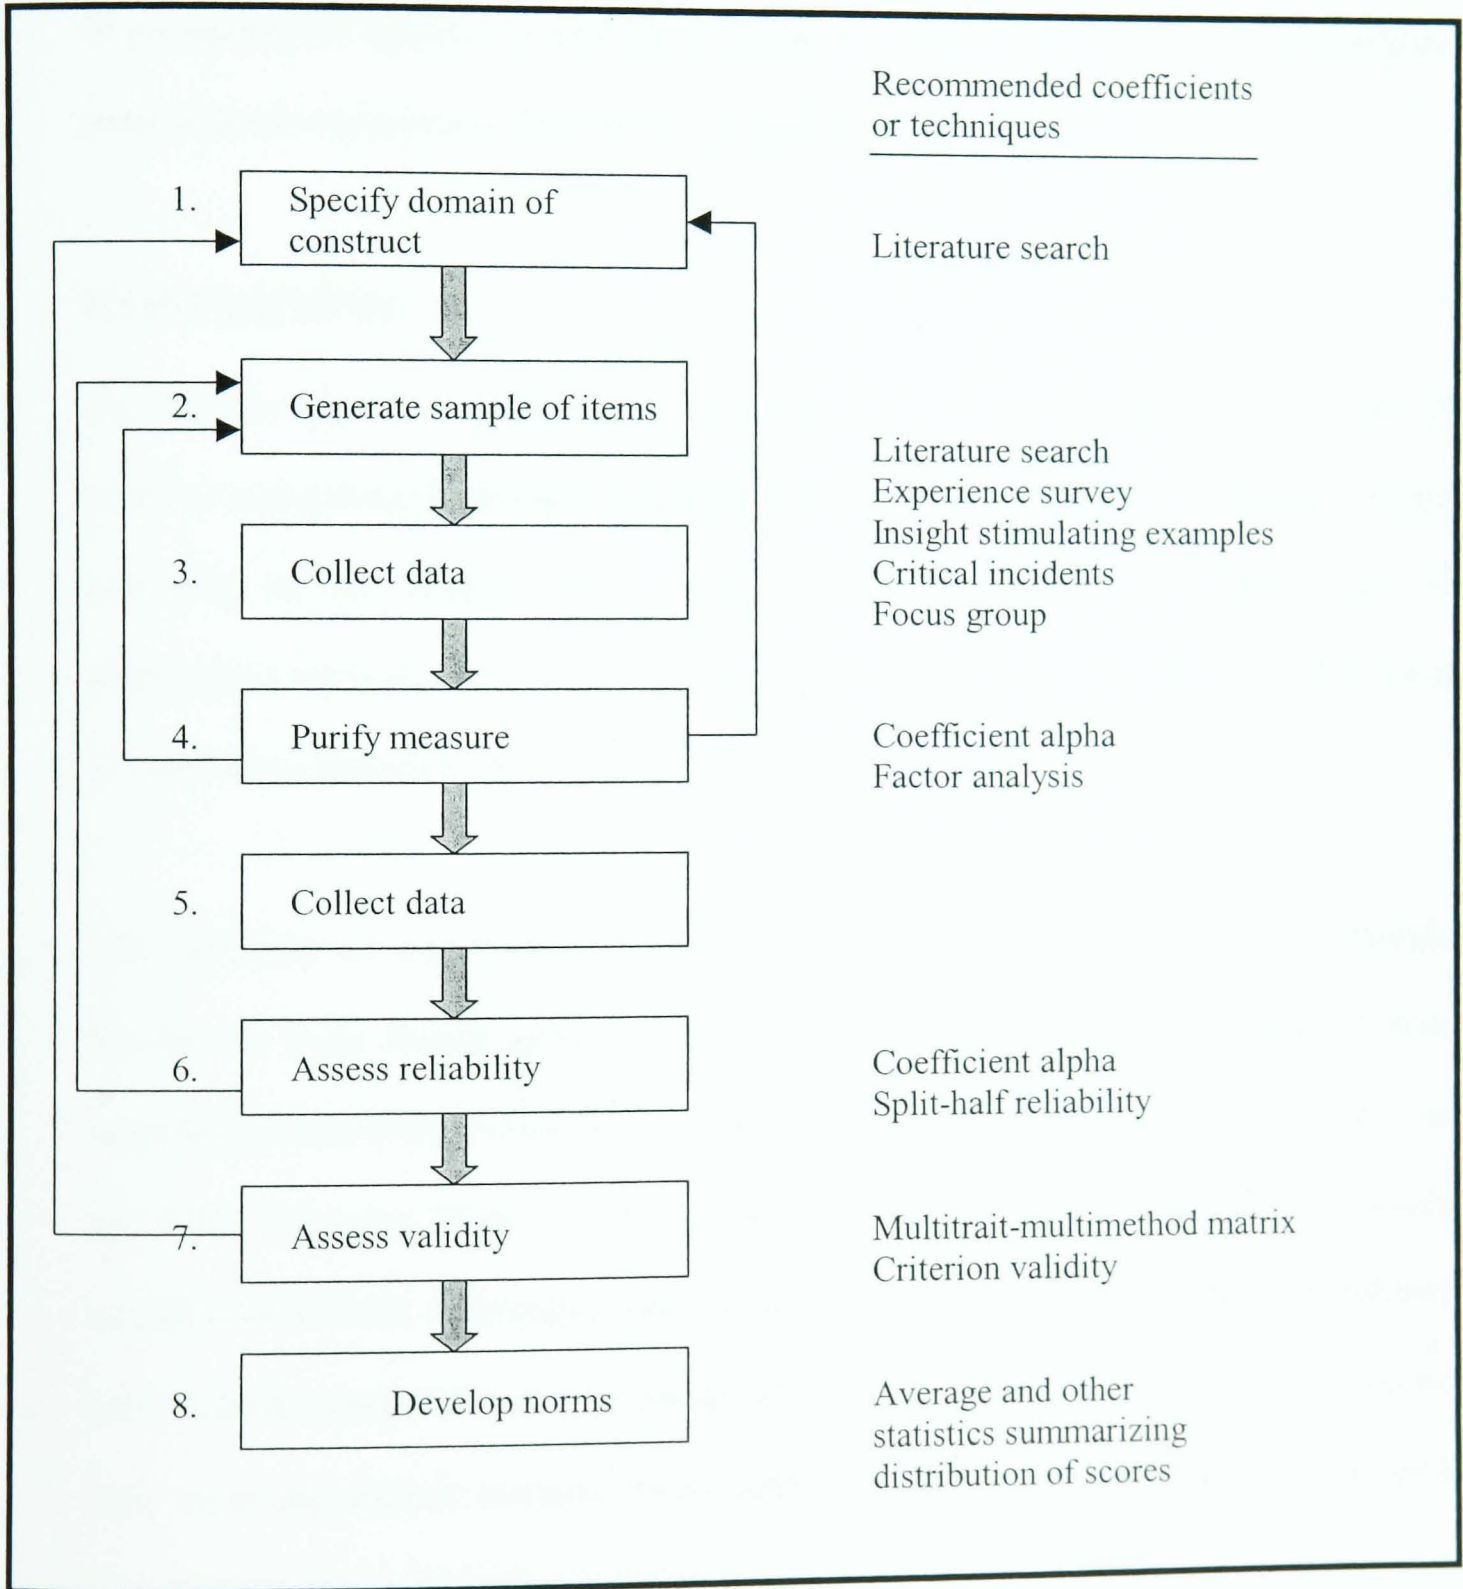 Recommended coefficients
or techniques
1. Specify domain of
construct
Literature search
2. Generate sample of items
Literature search
Experience survey
Insight stimulating examples
Critical incidents
Focus group
3. Collect data
4. Purify measure
Coefficient alpha
Factor analysis
5. Collect data
6. Assess reliability
Coefficient alpha
Split-half reliability
7. Assess validity
Multitrait-multimethod matrix
Criterion validity
8. Develop norms
Average and other
statistics summarizing
distribution of scores